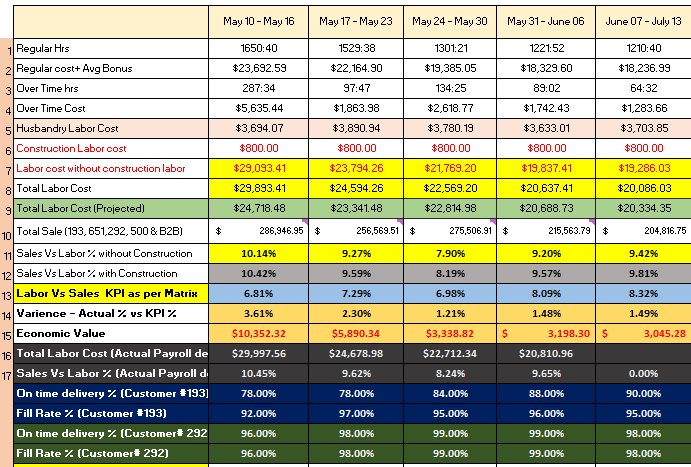 May 10 - May 16 May 17 - May 23 May 24 - May 30 May 31 - June 06 June 07 - July 13
1 Regular Hrs 1650:40 1529:38 1301:21 1221:52 1210:40
2 Regular cost+ Avg Bonus $23,692.59 $22,164.90 $19,385.05 $18,329.60 $18,236.99
3 Over Time hrs 287:34 97:47 134:25 89:02 64:32
4 Over Time Cost $5,635.44 $1,863.98 $2,618.77 $1,742.43 $1,283.66
5 Husbandry Labor Cost $3,694.07 $3,890.94 $3,780.19 $3,633.01 $3,703.85
6 Construction Labor cost $800.00 $800.00 $800.00 $800.00 $800.00
7 Labor cost without construction labor $29,093.41 $23,794.26 $21,769.20 $19,837.41 $19,286.03
8 Total Labor Cost $29,893.41 $24,594.26 $22,569.20 $20,637.41 $20,086.03
9 Total Labor Cost (Projected) $24,718.48 $23,341.48 $22,814.98 $20,688.73 $20,334.35
10 Total Sale (193, 651,292, 500 & B2B) $ 286,946.95 $ 256,569.51 $ 275,506.91 $ 215,563.79 $ 204,816.75
11 Sales Vs Labor % without Construction 10.14% 9.27% 7.90% 9.20% 9.42%
12 Sales Vs Labor % with Construction 10.42% 9.59% 8.19% 9.57% 9.81%
13 Labor Vs Sales KPI as per Matrix 6.81% 7.29% 6.98% 8.09% 8.32%
14 Varience - Actual % vs KPI % 3.61% 2.30% 1.21% 1.48% 1.49%
15 Economic Value $10,352.32 $5,890.34 $3,338.82 $ 3,198.30 $ 3,045.28
16 Total Labor Cost (Actual Payroll de $29,997.56 $24,678.98 $22,712.34 $20,810.96
17 Sales Vs Labor % (Actual Payroll d 10.45% 9.62% 8.24% 9.65% 0.00%
On time delivery % (Customer #193) 78.00% 78.00% 84.00% 88.00% 90.00%
Fill Rate % (Customer #193) 92.00% 97.00% 95.00% 96.00% 95.00%
On time delivery % (Customer# 292 96.00% 98.00% 99.00% 99.00% 98.00%
Fill Rate % (Customer# 292) 96.00% 98.00% 99.00% 99.00% 98.00%